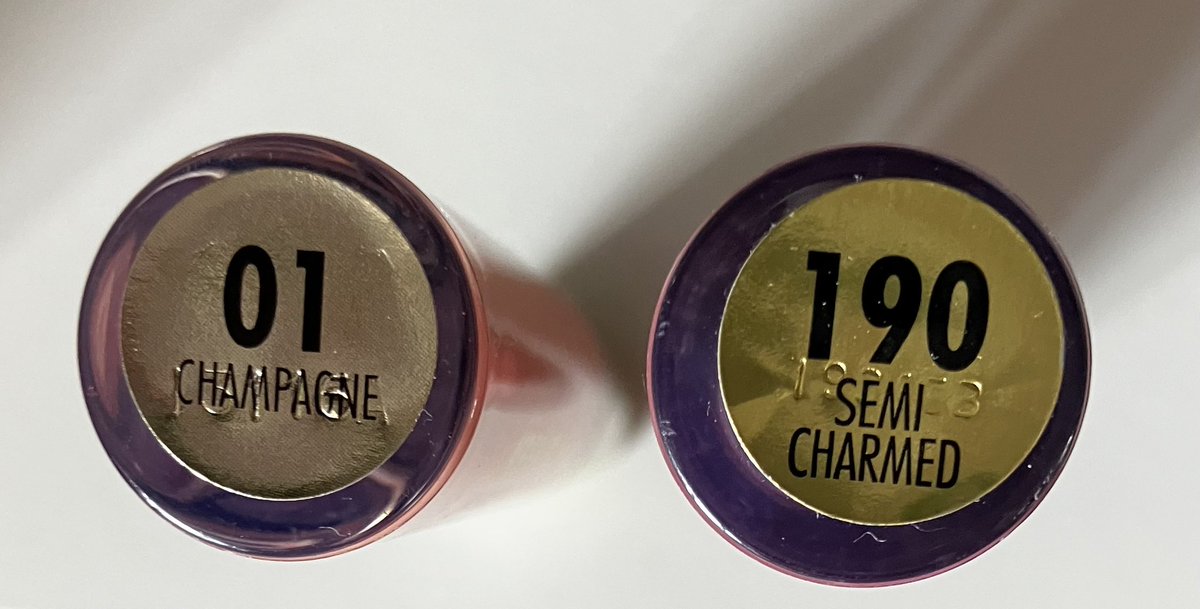 01
CHAMPAGNE
190
SEMI
CHARMED